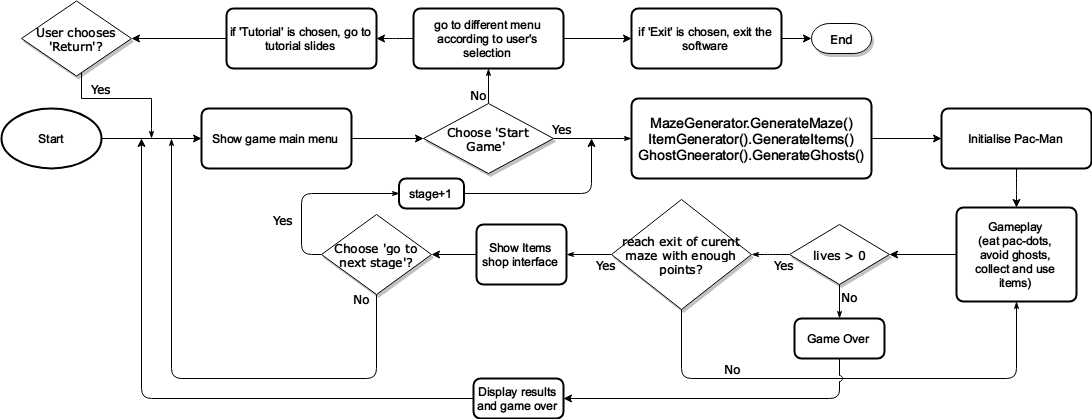 User chooses
'Return'?
if 'Tutorial' is chosen, go to
tutorial slides
go to different menu
according to user's
selection
if 'Exit' is chosen, exit the
software
End
Yes
No
Start
Show game main menu
Choose 'Start
Game'
Yes
MazeGenerator.GenerateMaze()
ItemGenerator().GenerateItems()
GhostGneerator().GenerateGhosts()
Initialise Pac-Man
stage+1
Yes
Choose 'go to
next stage'?
No
Show Items
shop interface
Yes
reach exit of curent
maze with enough
points?
Yes
lives > 0
No
Gameplay
(eat pac-dots,
avoid ghosts,
collect and use
items)
Game Over
No
Display results
and game over